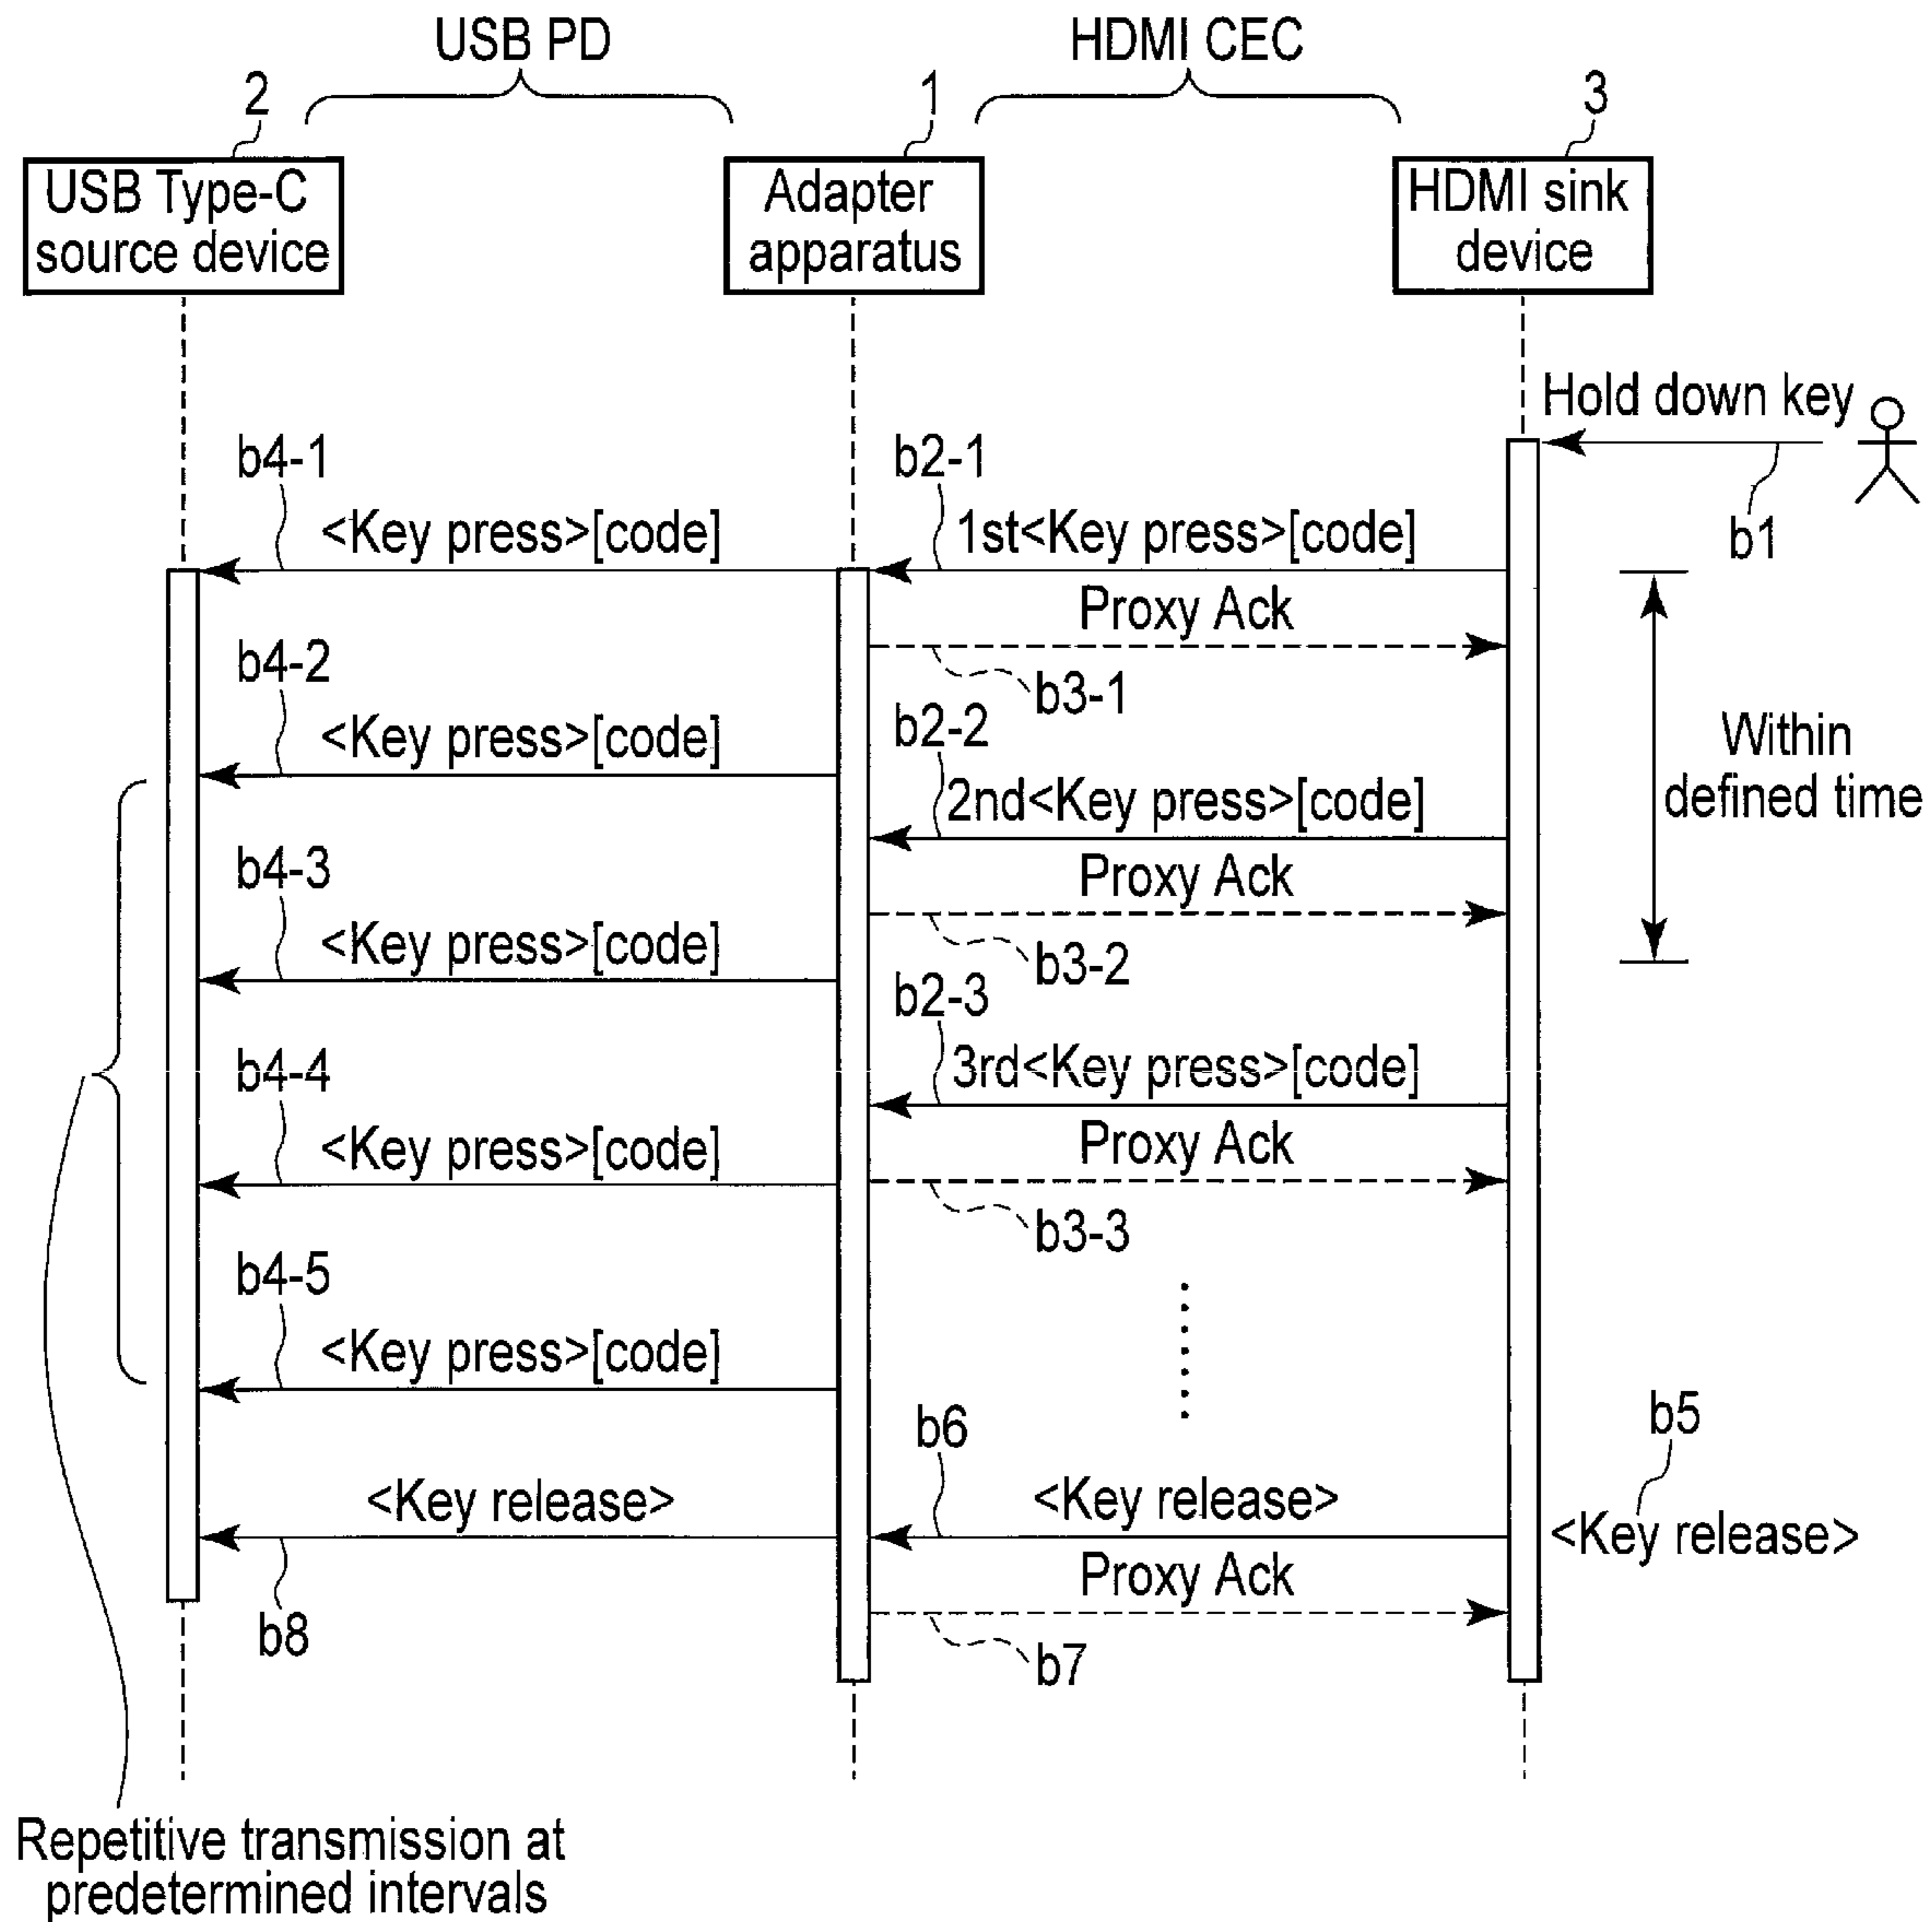 USB PD
HDMI CEC
2
1
3
USB Type-C
source device
Adapter
apparatus
HDMI sink
device
Hold down key
b1
b4-1
<Key press>[code]
b2-1
1st<Key press>[code]
Proxy Ack
b3-1
b4-2
<Key press>[code]
b2-2
2nd<Key press>[code]
Within
defined time
Proxy Ack
b3-2
b4-3
<Key press>[code]
b2-3
3rd<Key press>[code]
b4-4
<Key press>[code]
Proxy Ack
b3-3
b4-5
<Key press>[code]
b6
b5
<Key release>
<Key release>
<Key release>
Proxy Ack
b8
b7
Repetitive transmission at
predetermined intervals